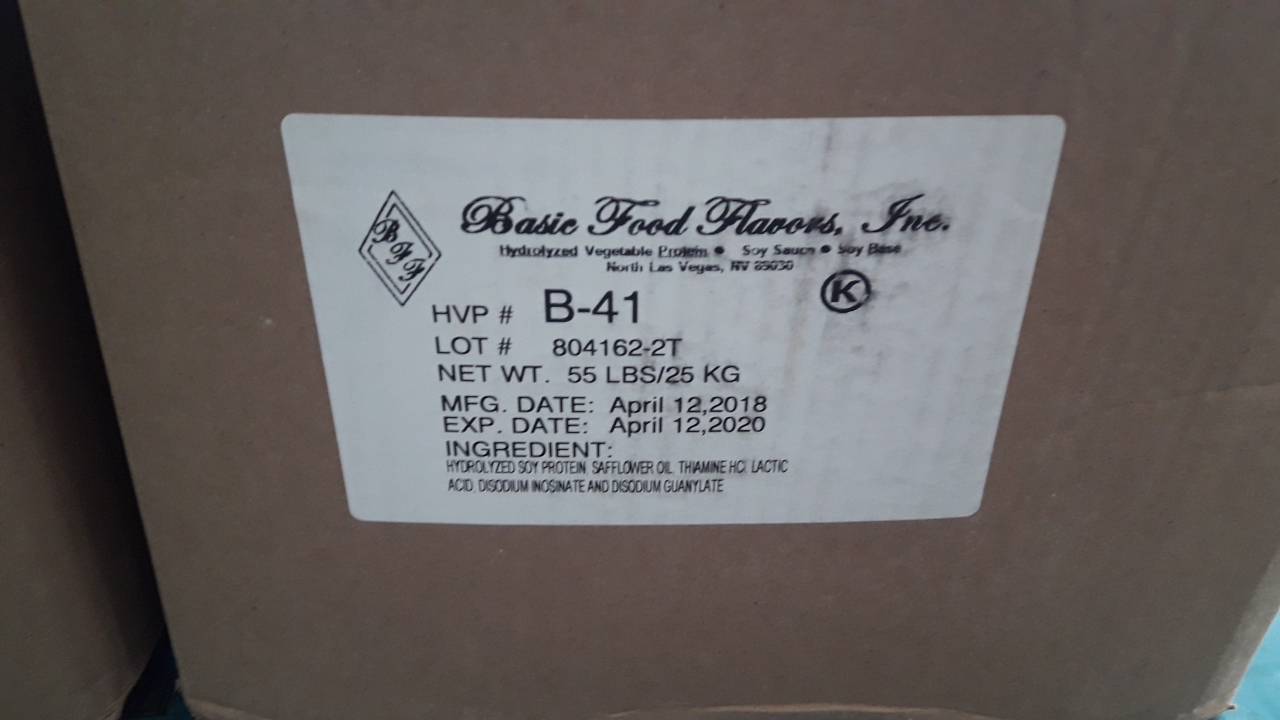 BFF
Basic Food Flavors, Inc.
Hydrolyzed Vegetable Protein • Soy Sauce • Soy Base
North Las Vegas, NV 89030
K
HVP # B-41
LOT # 804162-2T
NET WT. 55 LBS/25 KG
MFG. DATE: April 12,2018
EXP. DATE: April 12,2020
INGREDIENT:
HYDROLYZED SOY PROTEIN, SAFFLOWER OIL, THIAMINE HCl, LACTIC
ACID, DISODIUM INOSINATE AND DISODIUM GUANYLATE